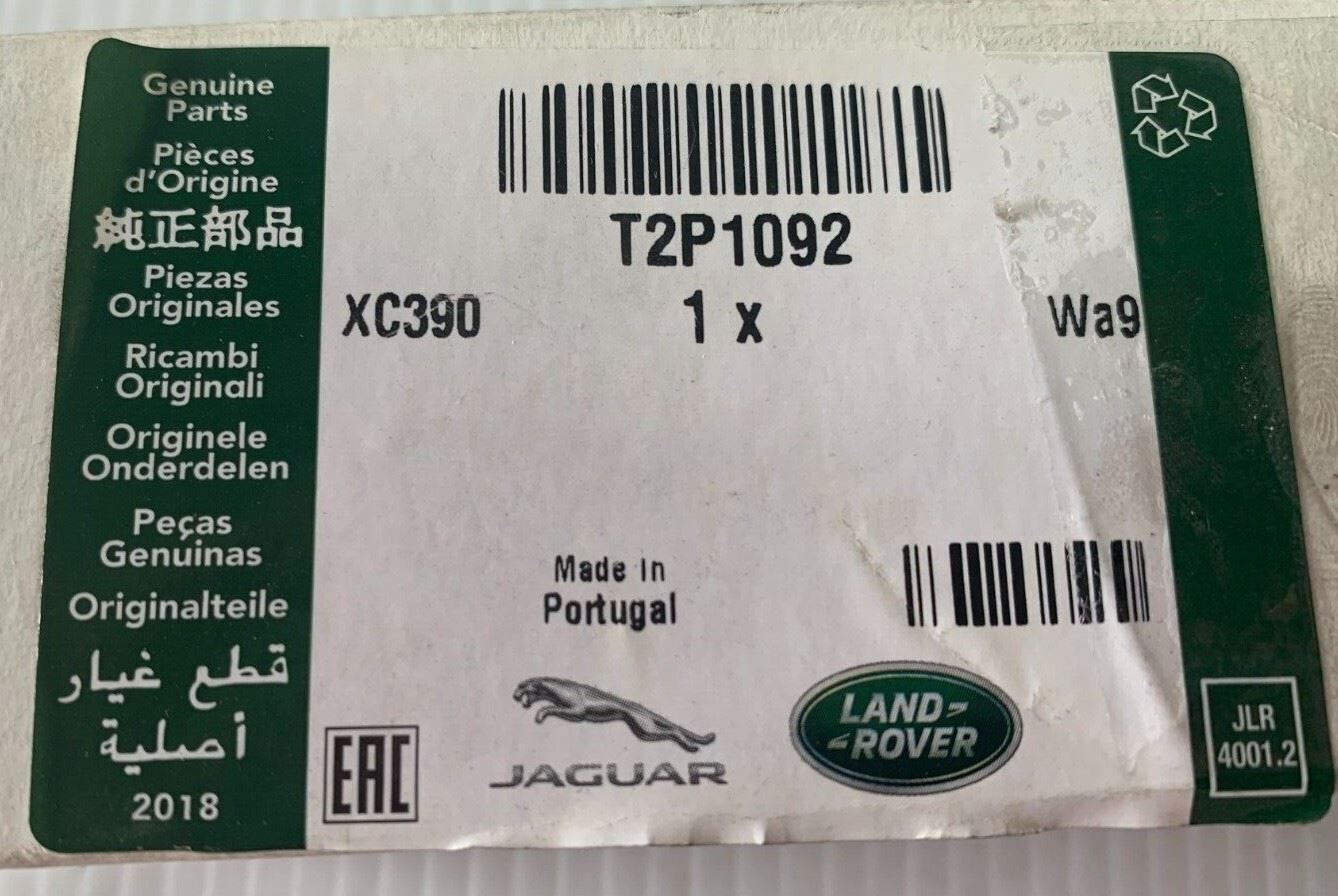 Genuine
Parts
Pièces
d'Origine
純正部品
Piezas
Originales
Ricambi
Originali
Originele
Onderdelen
Peças
Genuinas
Originalteile
قطع غيار
أصلية
2018
T2P1092
XC390 1 x Wa9
Made In
Portugal
EAC
JAGUAR
LAND-
-ROVER
JLR
4001.2